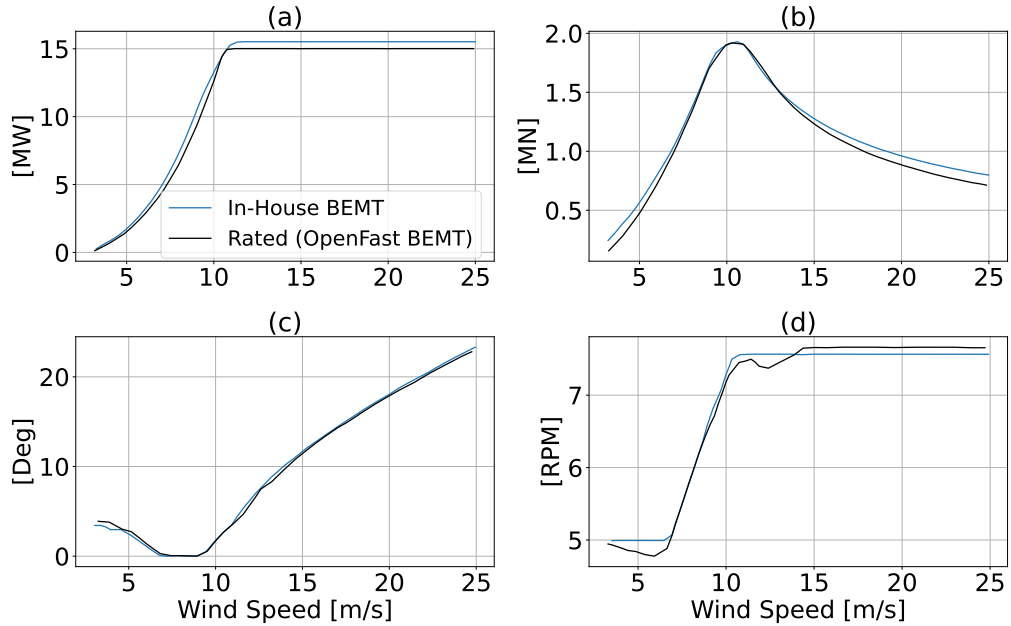 (a)
[MW]
15
10
5
0
5 10 15 20 25
In-House BEMT
Rated (OpenFast BEMT)
(b)
[MN]
2.0
1.5
1.0
0.5
5 10 15 20 25
(c)
[Deg]
20
10
0
5 10 15 20 25
Wind Speed [m/s]
(d)
[RPM]
7
6
5
5 10 15 20 25
Wind Speed [m/s]